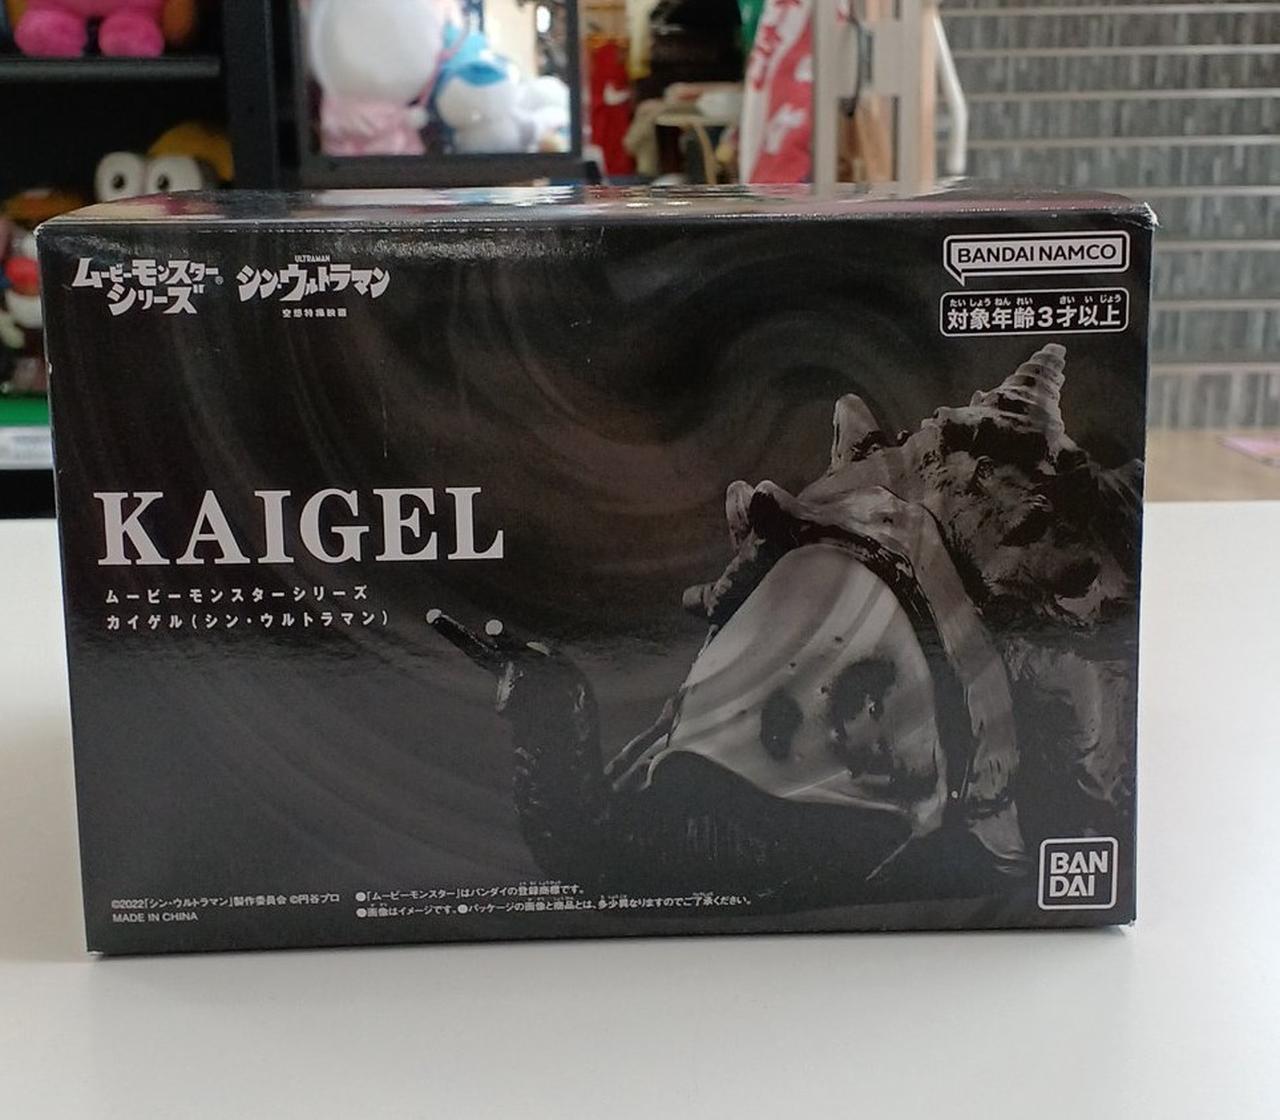 ムービーモンスター
シリーズ®
ULTRAMAN
シン・ウルトラマン
空想特撮映画
BANDAI NAMCO
たいしょうねんれい さいいじょう
対象年齢3才以上
KAIGEL
ムービーモンスターシリーズ
カイゲル(シン・ウルトラマン)
©2022「シン・ウルトラマン」製作委員会 ©円谷プロ
MADE IN CHINA
●「ムービーモンスター」はバンダイの登録商標です。
●画像はイメージです。●パッケージの画像と商品とは、多少異なりますのでご了承ください。
BAN
DAI